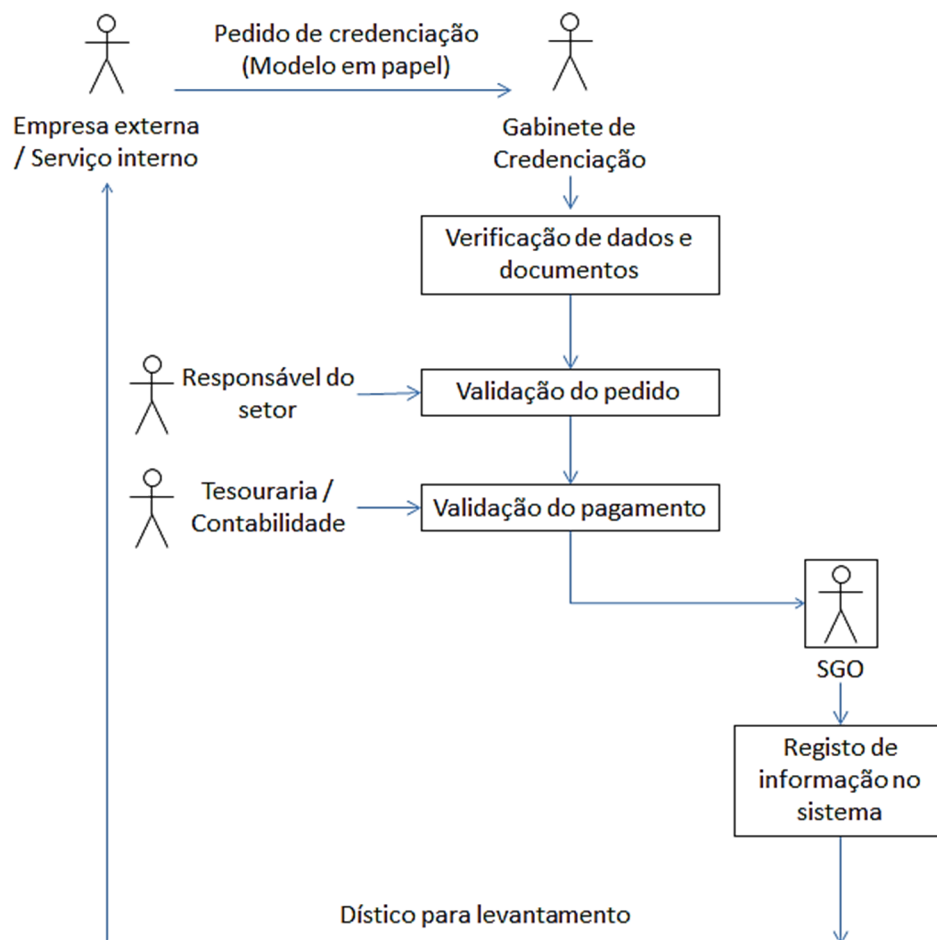 Pedido de credenciação
(Modelo em papel)
Empresa externa
/ Serviço interno
Gabinete de
Credenciação
Verificação de dados e
documentos
Responsável do
setor
Validação do pedido
Tesouraria /
Contabilidade
Validação do pagamento
SGO
Registo de
informação no
sistema
Dístico para levantamento